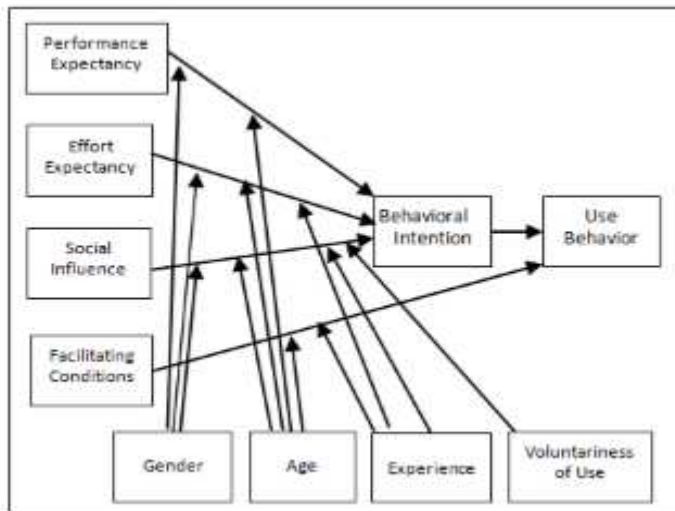 Performance
Expectancy
Effort
Expectancy
Social
Influence
Facilitating
Conditions
Behavioral
Intention
Use
Behavior
Gender
Age
Experience
Voluntariness
of Use